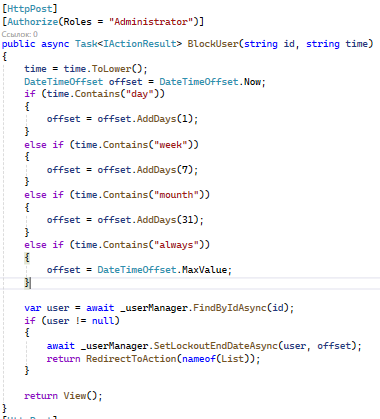 [HttpPost]
[Authorize(Roles = "Administrator")]
Ссылок: 0
public async Task<IActionResult> BlockUser(string id, string time)
{
time = time.ToLower();
DateTimeOffset offset = DateTimeOffset.Now;
if (time.Contains("day"))
{
offset = offset.AddDays(1);
}
else if (time.Contains("week"))
{
offset = offset.AddDays(7);
}
else if (time.Contains("mounth"))
{
offset = offset.AddDays(31);
}
else if (time.Contains("always"))
{
offset = DateTimeOffset.MaxValue;
}
var user = await _userManager.FindByIdAsync(id);
if (user != null)
{
await _userManager.SetLockoutEndDateAsync(user, offset);
return RedirectToAction(nameof(List));
}
return View();
}